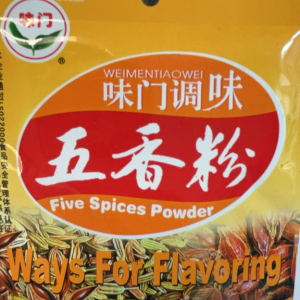 味门
®
WEIMENTIAOWEI
味门调味
五香粉
Five Spices Powder
Ways For Flavoring